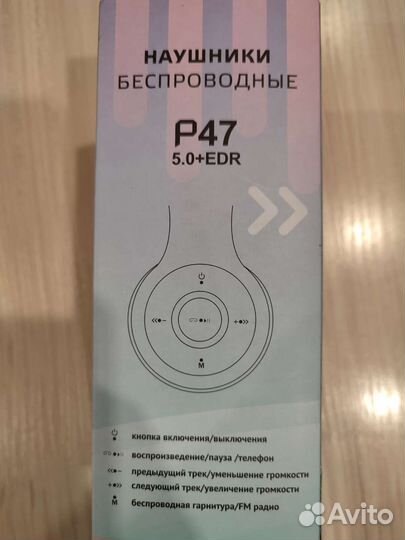 НАУШНИКИ
БЕСПРОВОДНЫЕ
P47
5.0+EDR
M
кнопка включения/выключения
воспроизведение/пауза /телефон
предыдущий трек/уменьшение громкости
следующий трек/увеличение громкости
M беспроводная гарнитура/FM радио
Avito